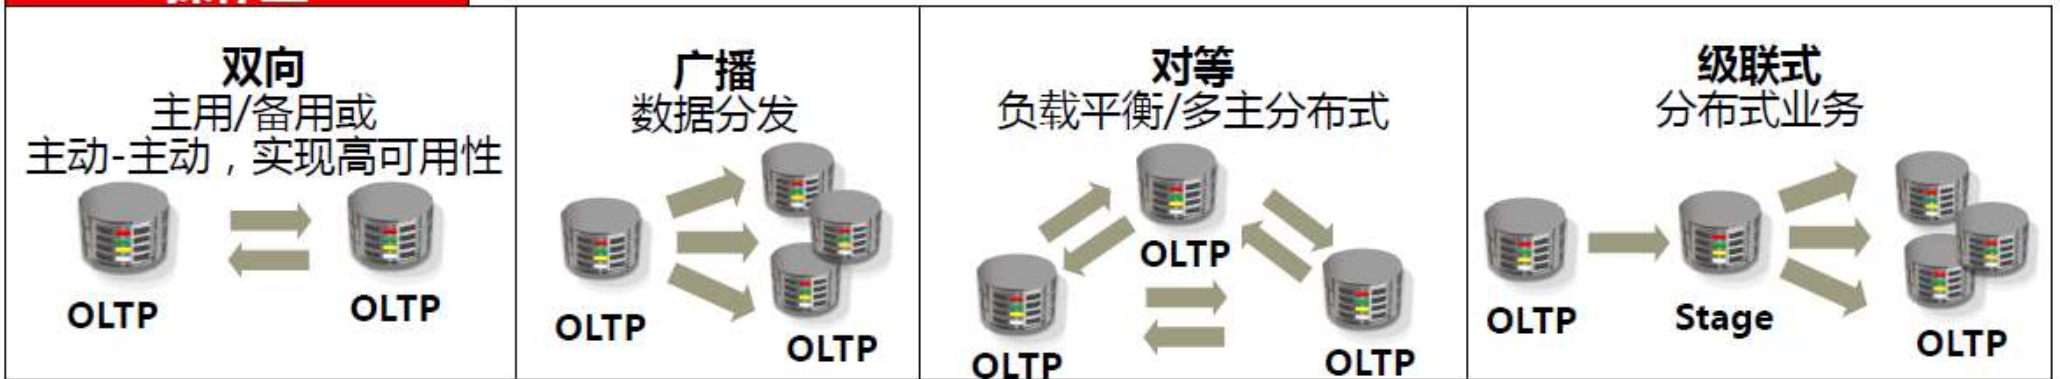 双向
主用/备用或
主动-主动，实现高可用性
OLTP
OLTP
广播
数据分发
OLTP
OLTP
对等
负载平衡/多主分布式
OLTP
OLTP
OLTP
级联式
分布式业务
OLTP
Stage
OLTP